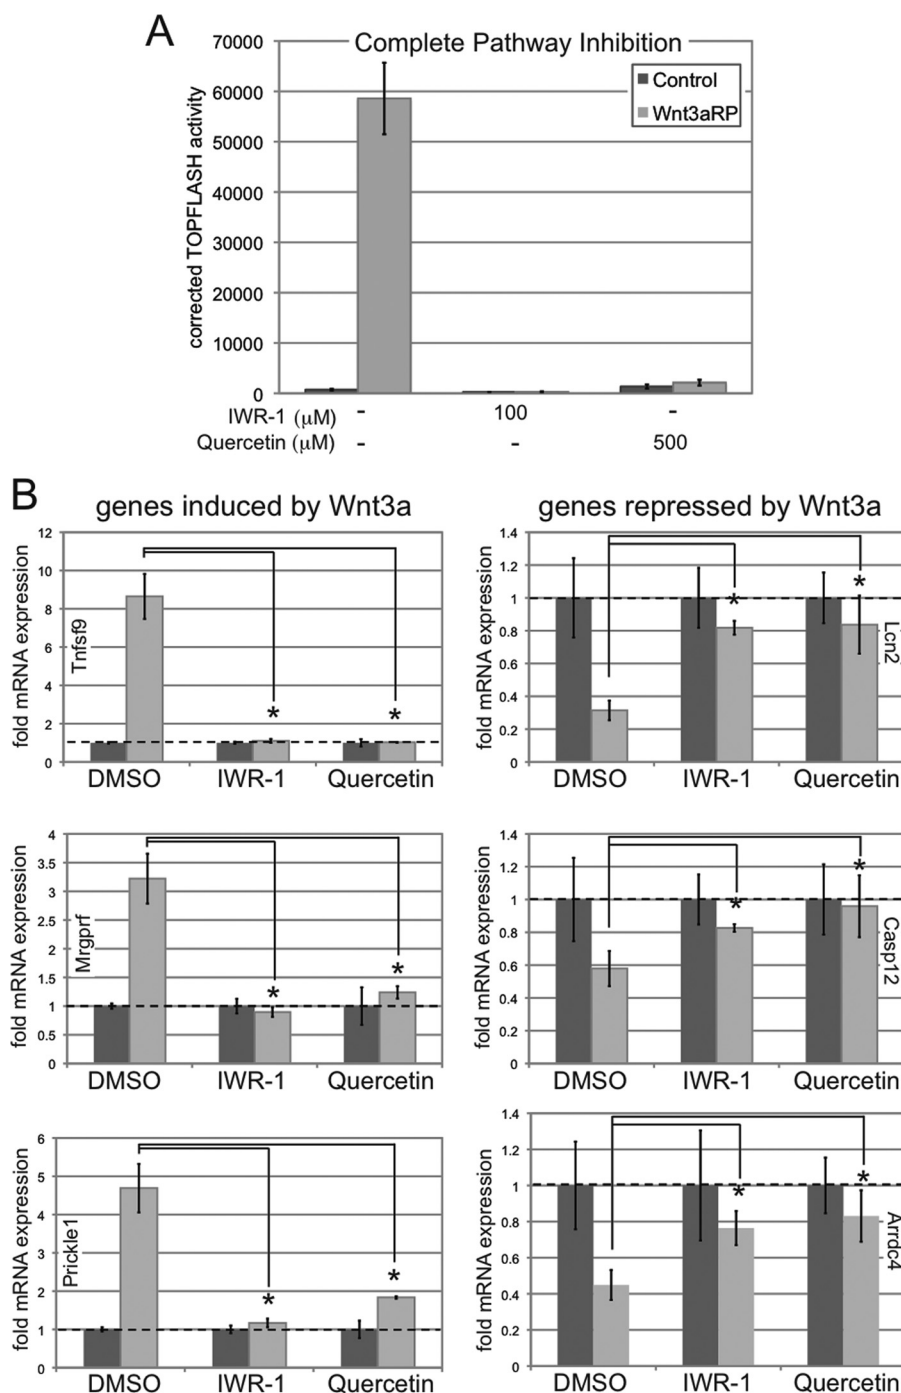 A
Complete Pathway Inhibition
corrected TOPFLASH activity
70000
60000
50000
40000
30000
20000
10000
0
Control
Wnt3aRP
IWR-1 (μM) - 100 -
Quercetin (μM) - - 500
B
genes induced by Wnt3a
genes repressed by Wnt3a
fold mRNA expression
12
10
8
6
4
2
0
Tnfsf9
* *
DMSO IWR-1 Quercetin
fold mRNA expression
1.4
1.2
1
0.8
0.6
0.4
0.2
0
* *
Lcn2
DMSO IWR-1 Quercetin
fold mRNA expression
4
3.5
3
2.5
2
1.5
1
0.5
0
Mrgprf
* *
DMSO IWR-1 Quercetin
fold mRNA expression
1.4
1.2
1
0.8
0.6
0.4
0.2
0
* *
Casp12
DMSO IWR-1 Quercetin
fold mRNA expression
6
5
4
3
2
1
0
Prickle1
* *
DMSO IWR-1 Quercetin
fold mRNA expression
1.4
1.2
1
0.8
0.6
0.4
0.2
0
* *
Arrdc4
DMSO IWR-1 Quercetin